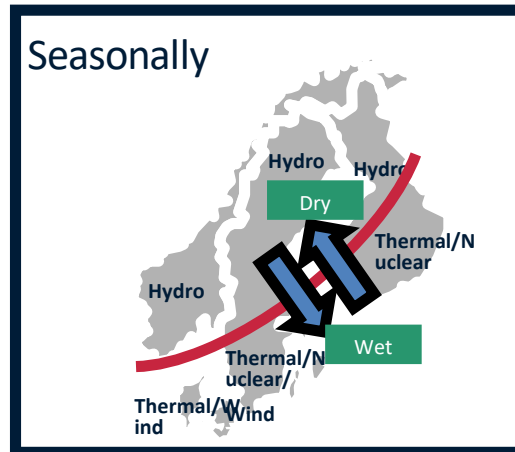 Seasonally
Hydro
Hydro
Dry
Thermal/N
uclear
Hydro
Wet
Thermal/N
uclear/
Wind
Thermal/W
ind